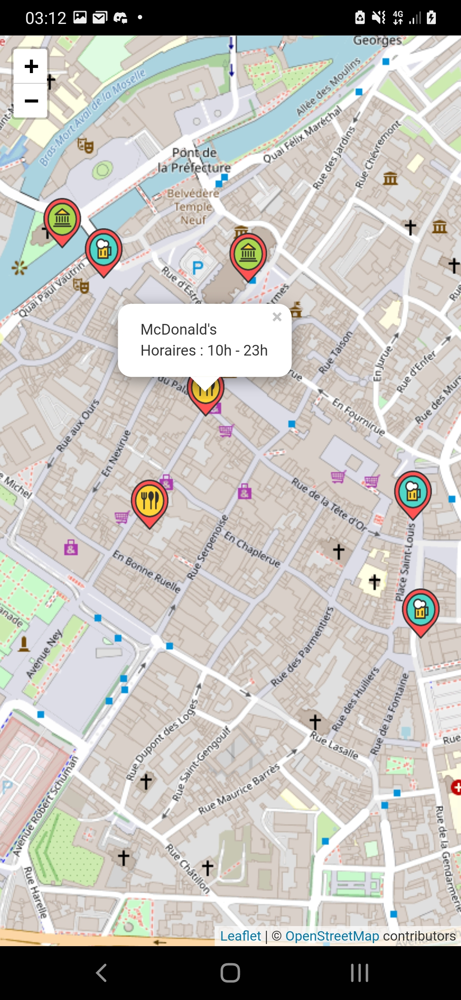 03:12
4G
Georges
+
−
Bras-Mort Aval de la Moselle
Allée des Moulins
Quai Félix Maréchal
Rue des Jardins
Rue Chèvremont
Pont de
la Préfecture
Belvédère
Temple
Neuf
P
Quai Paul Vautrin
Rue d'Estré
Armes
Rue
McDonald's
Horaires : 10h - 23h
×
Rue Taison
En Jurue
Rue d'Enfer
Rue des Murs
rue
du Pala
En Fournirue
Rue aux Ours
En Nexirue
e Michel
Rue de la Tête d'Or
Place Saint-Louis
En Chaplerue
Rue Serpenoise
En Bonne Ruelle
anade
Avenue Ney
Rue des Parmentiers
Rue des Huiliers
Rue de la Fontaine
Rue Dupont des Loges
Rue Saint-Gengoulf
Rue Lasalle
Rue
Rue Maurice Barrès
P
Avenue Robert Schuman
Rue de la Gendarmerie
Rue Châtillon
Rue Harelle
Leaflet | © OpenStreetMap contributors